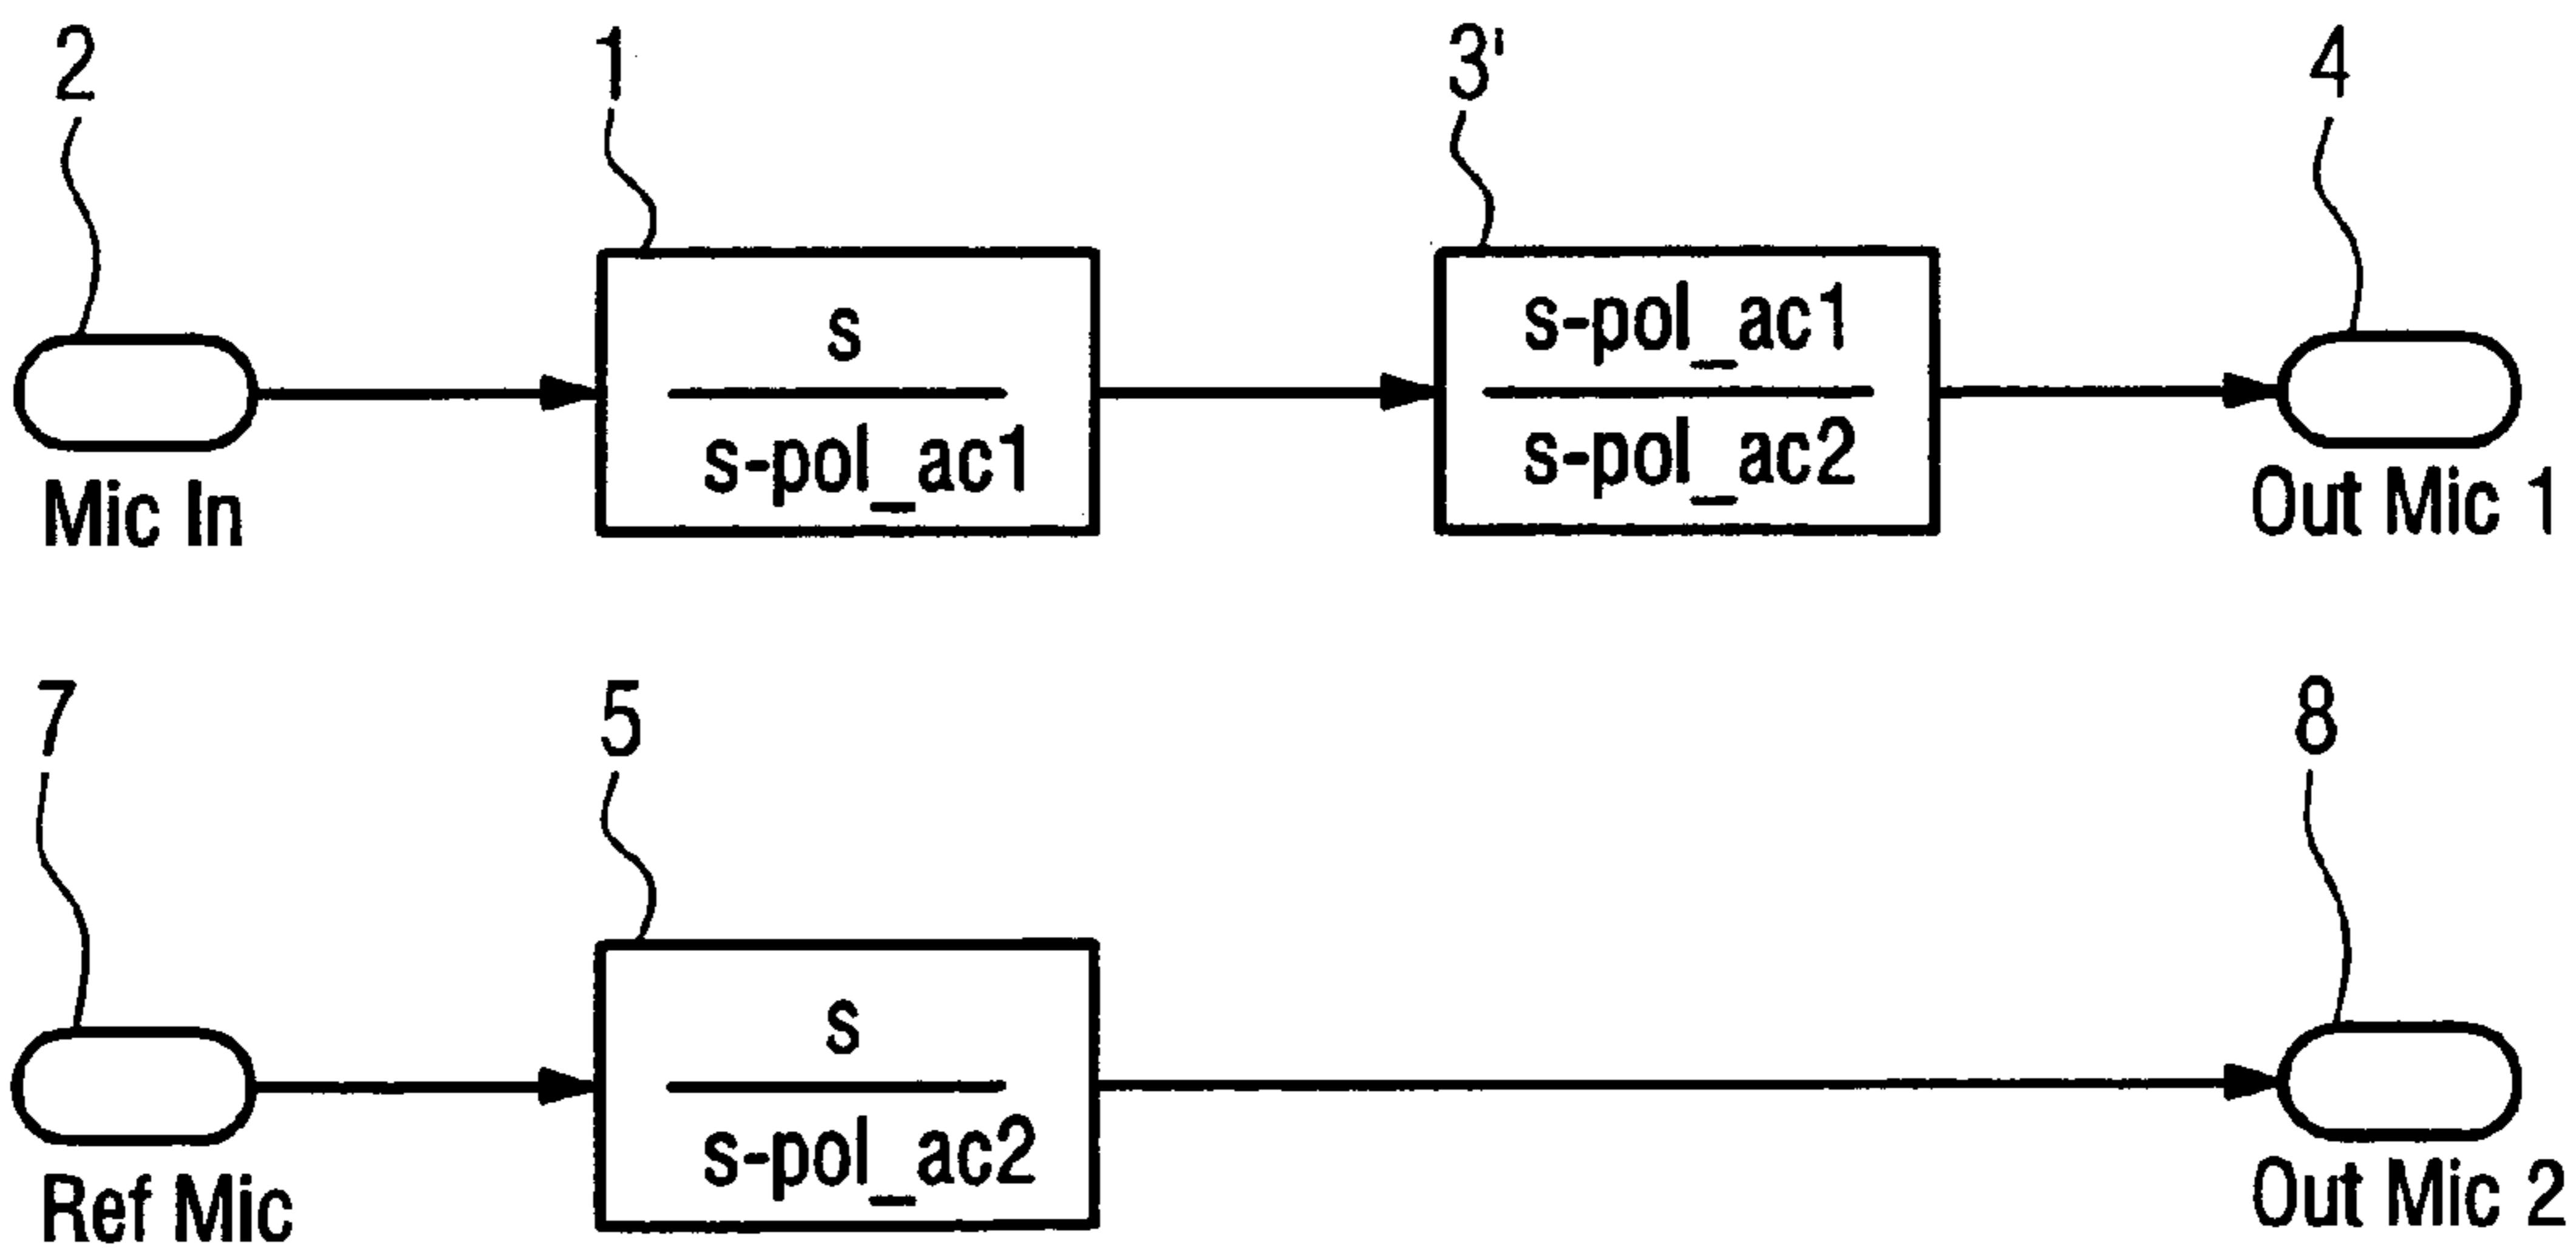 2 1 3' 4
s s-pol_ac1
s-pol_ac1 s-pol_ac2
Mic In Out Mic 1
7 5 8
s
s-pol_ac2
Ref Mic Out Mic 2